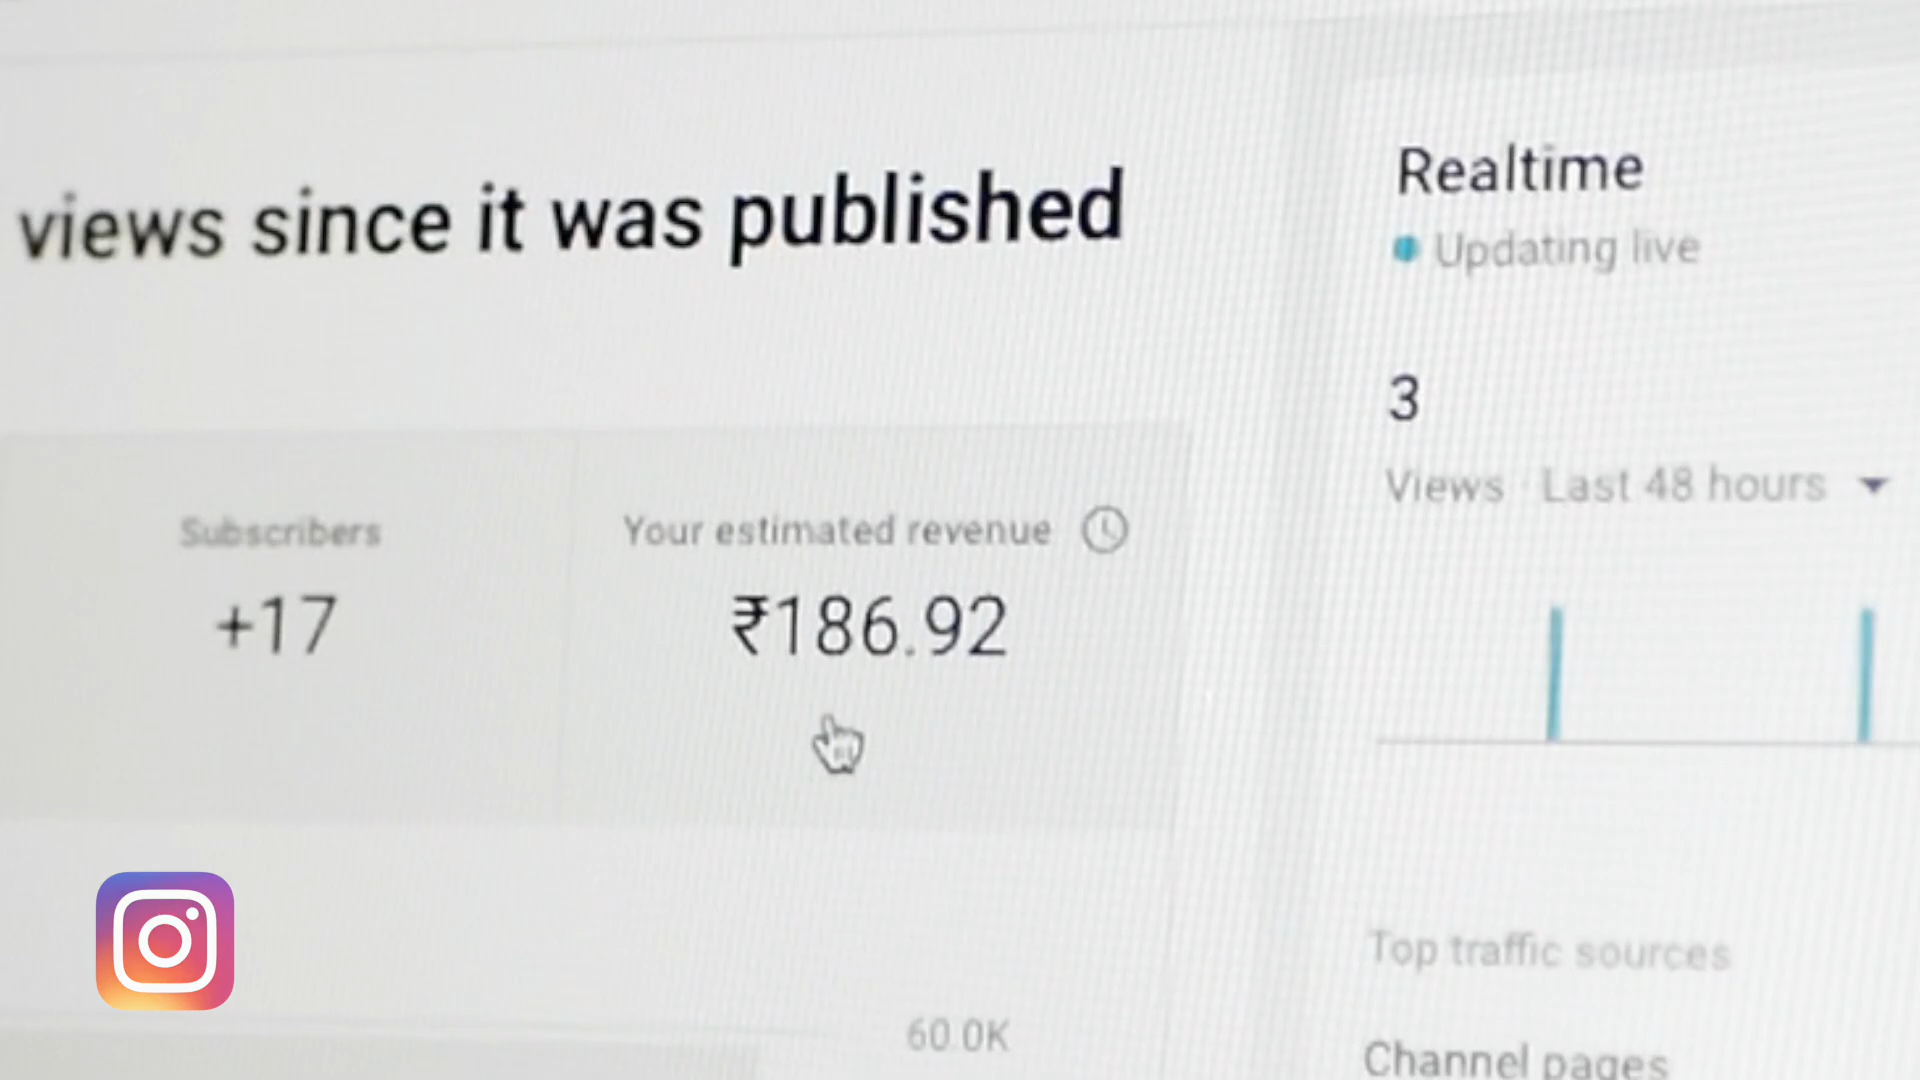 views since it was published
Subscribers
+17
Your estimated revenue
₹186.92
60.0K
Realtime
Updating live
3
Views · Last 48 hours
Top traffic sources
Channel pages